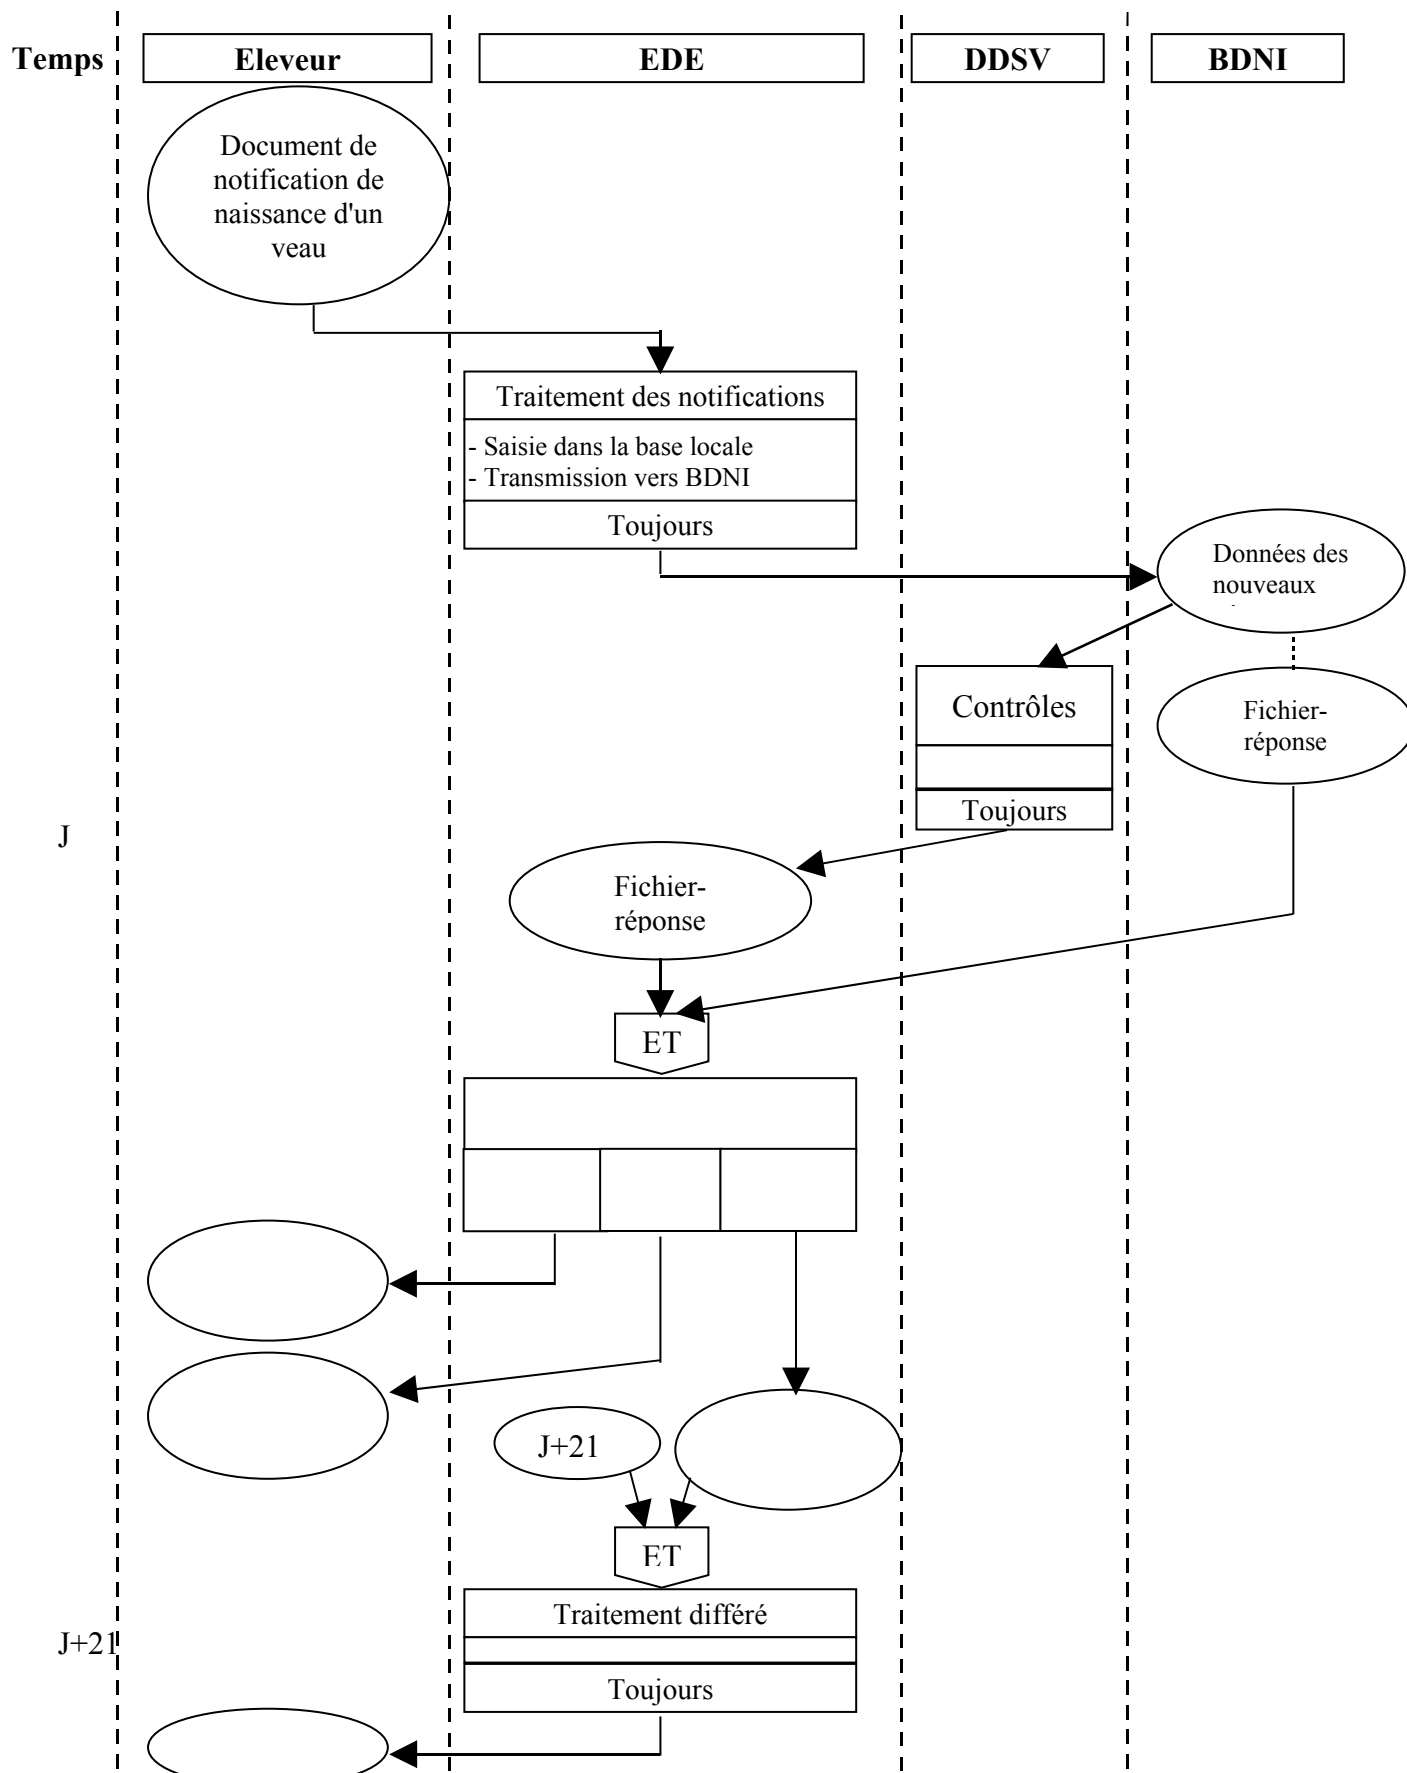 Temps
Eleveur
EDE
DDSV
BDNI
Document de
notification de
naissance d'un
veau
Traitement des notifications
- Saisie dans la base locale
- Transmission vers BDNI
Toujours
Données des
nouveaux
Contrôles
Toujours
Fichier-
réponse
J
Fichier-
réponse
ET
J+21
ET
Traitement différé
J+21
Toujours